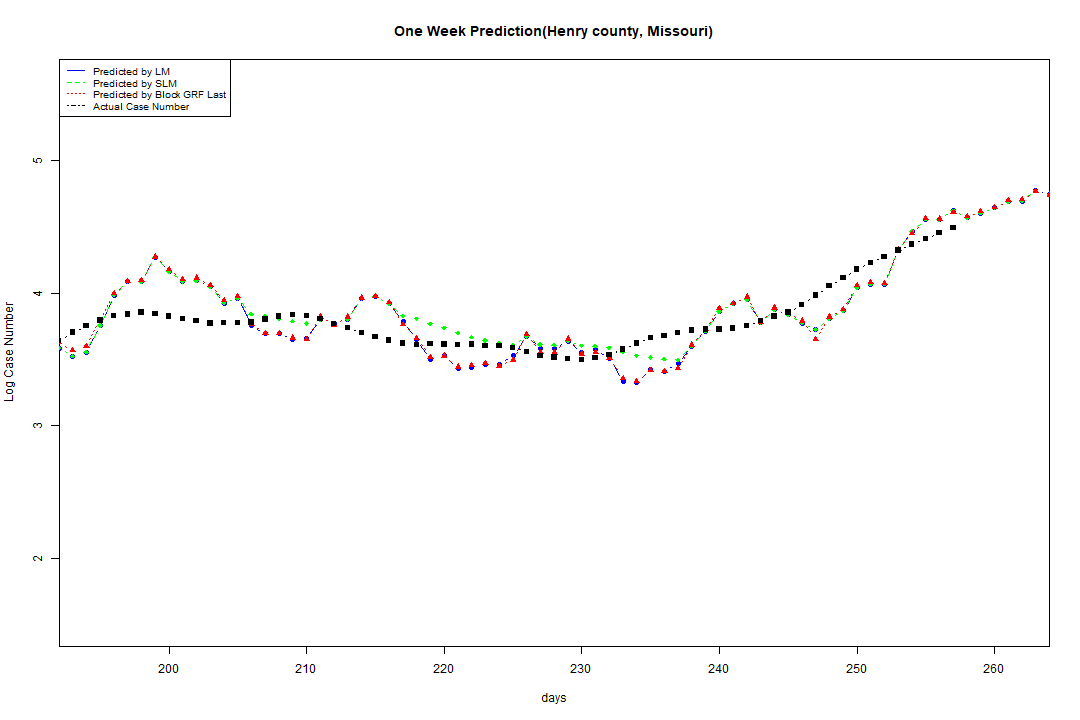 One Week Prediction(Henry county, Missouri)
Predicted by LM
Predicted by SLM
Predicted by Block GRF Last
Actual Case Number
5
4
3
2
Log Case Number
200 210 220 230 240 250 260
days